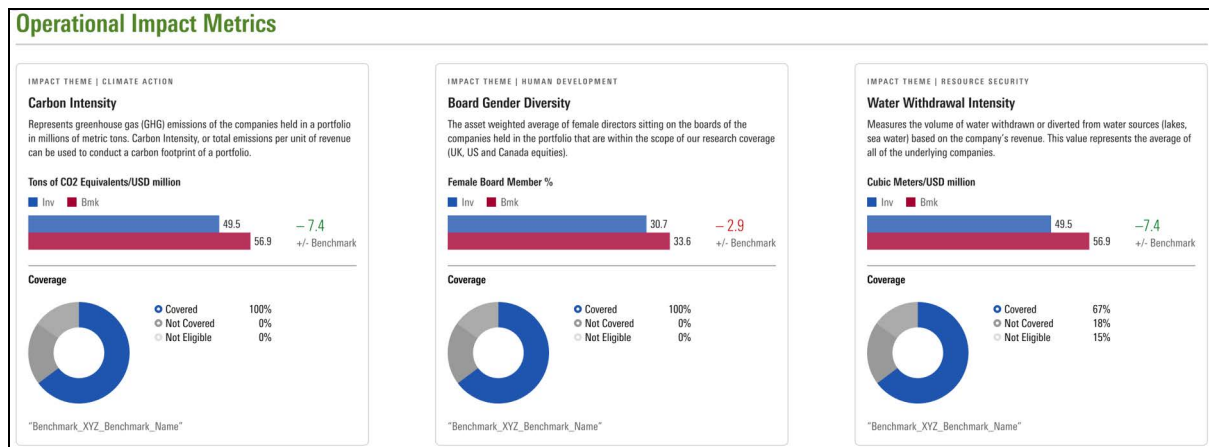 Operational Impact Metrics
IMPACT THEME | CLIMATE ACTION
Carbon Intensity
Represents greenhouse gas (GHG) emissions of the companies held in a portfolio
in millions of metric tons. Carbon Intensity, or total emissions per unit of revenue
can be used to conduct a carbon footprint of a portfolio.
Tons of CO2 Equivalents/USD million
Inv Bmk
49.5
56.9
– 7.4
+/- Benchmark
Coverage
Covered 100%
Not Covered 0%
Not Eligible 0%
"Benchmark_XYZ_Benchmark_Name"
IMPACT THEME | HUMAN DEVELOPMENT
Board Gender Diversity
The asset weighted average of female directors sitting on the boards of the
companies held in the portfolio that are within the scope of our research coverage
(UK, US and Canada equities).
Female Board Member %
Inv Bmk
30.7
33.6
– 2.9
+/- Benchmark
Coverage
Covered 100%
Not Covered 0%
Not Eligible 0%
"Benchmark_XYZ_Benchmark_Name"
IMPACT THEME | RESOURCE SECURITY
Water Withdrawal Intensity
Measures the volume of water withdrawn or diverted from water sources (lakes,
sea water) based on the company's revenue. This value represents the average of
all of the underlying companies.
Cubic Meters/USD million
Inv Bmk
49.5
56.9
–7.4
+/- Benchmark
Coverage
Covered 67%
Not Covered 18%
Not Eligible 15%
"Benchmark_XYZ_Benchmark_Name"